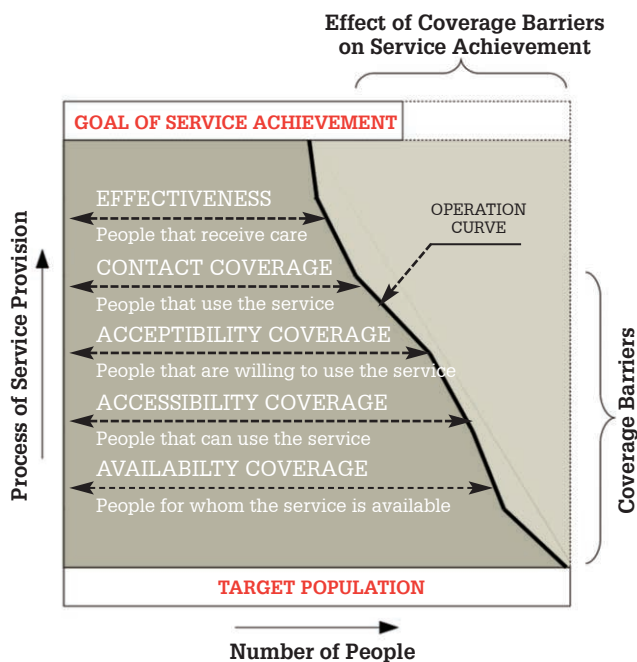 Effect of Coverage Barriers
on Service Achievement
GOAL OF SERVICE ACHIEVEMENT
EFFECTIVENESS
People that receive care
OPERATION
CURVE
CONTACT COVERAGE
People that use the service
ACCEPTIBILITY COVERAGE
People that are willing to use the service
ACCESSIBILITY COVERAGE
People that can use the service
AVAILABILTY COVERAGE
People for whom the service is available
Process of Service Provision
Coverage Barriers
TARGET POPULATION
Number of People